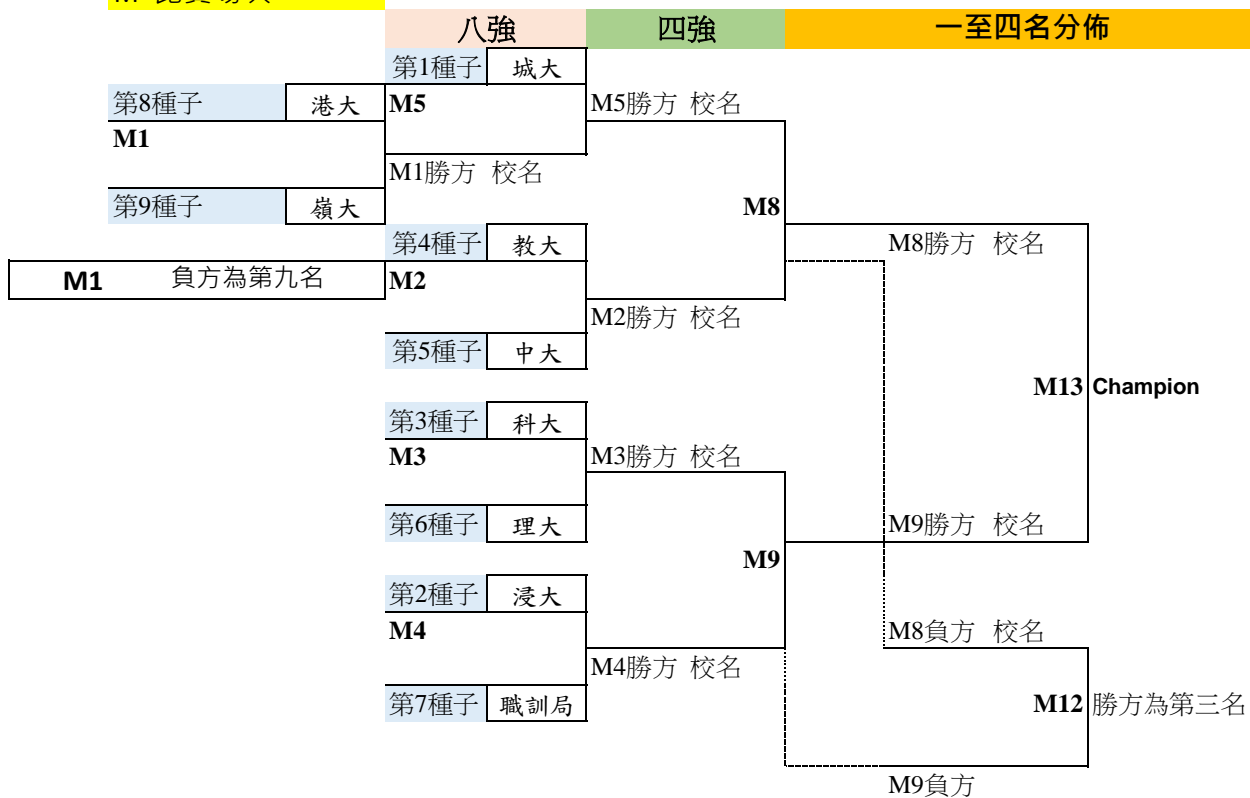 八強 四強 一至四名分佈
第1種子 城大
第8種子 港大 M5 M5勝方 校名
M1
M1勝方 校名
第9種子 嶺大 M8
第4種子 教大 M8勝方 校名
M1 負方為第九名 M2
M2勝方 校名
第5種子 中大
M13 Champion
第3種子 科大
M3 M3勝方 校名
第6種子 理大 M9勝方 校名
M9
第2種子 浸大
M4 M8負方 校名
M4勝方 校名
第7種子 職訓局 M12 勝方為第三名
M9負方